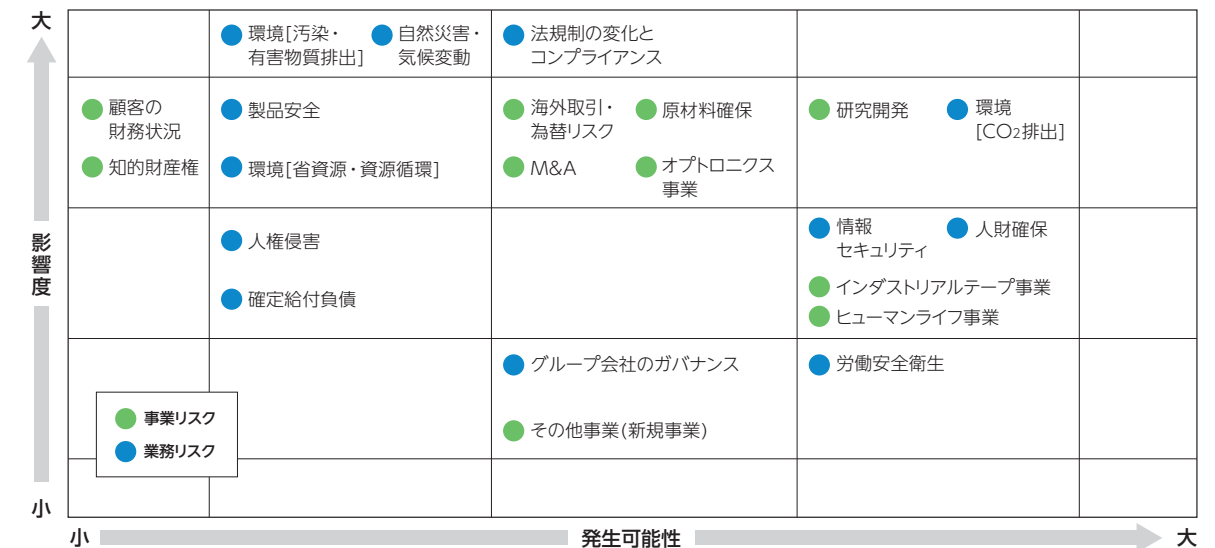 大
影響度
小
環境[汚染・
有害物質排出]
自然災害・
気候変動
法規制の変化と
コンプライアンス
顧客の
財務状況
知的財産権
製品安全
環境[省資源・資源循環]
海外取引・
為替リスク
原材料確保
M&A
オプトロニクス
事業
研究開発
環境
[CO2排出]
人権侵害
確定給付負債
情報
セキュリティ
人財確保
インダストリアルテープ事業
ヒューマンライフ事業
グループ会社のガバナンス
その他事業(新規事業)
労働安全衛生
事業リスク
業務リスク
小
発生可能性
大